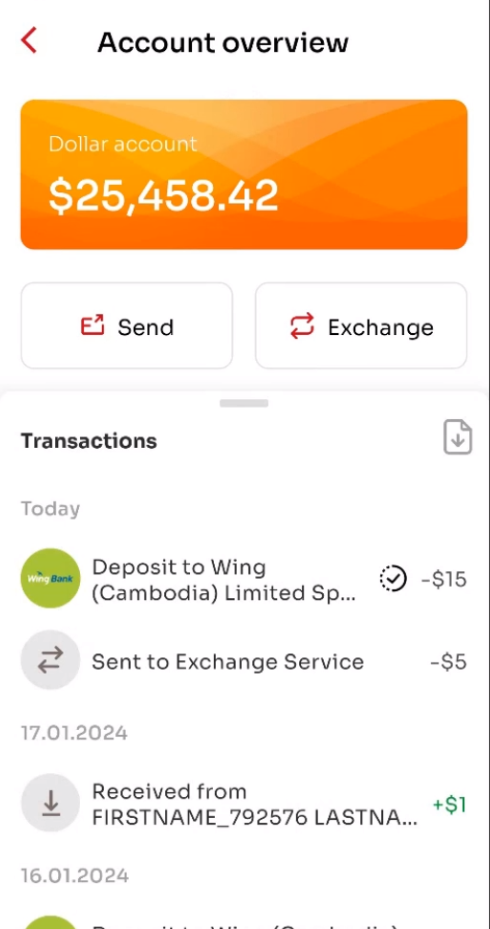 Account overview
Dollar account
$25,458.42
Send
Exchange
Transactions
Today
Wing Bank
Deposit to Wing
(Cambodia) Limited Sp...
-$15
Sent to Exchange Service
-$5
17.01.2024
Received from
FIRSTNAME_792576 LASTNA...
+$1
16.01.2024